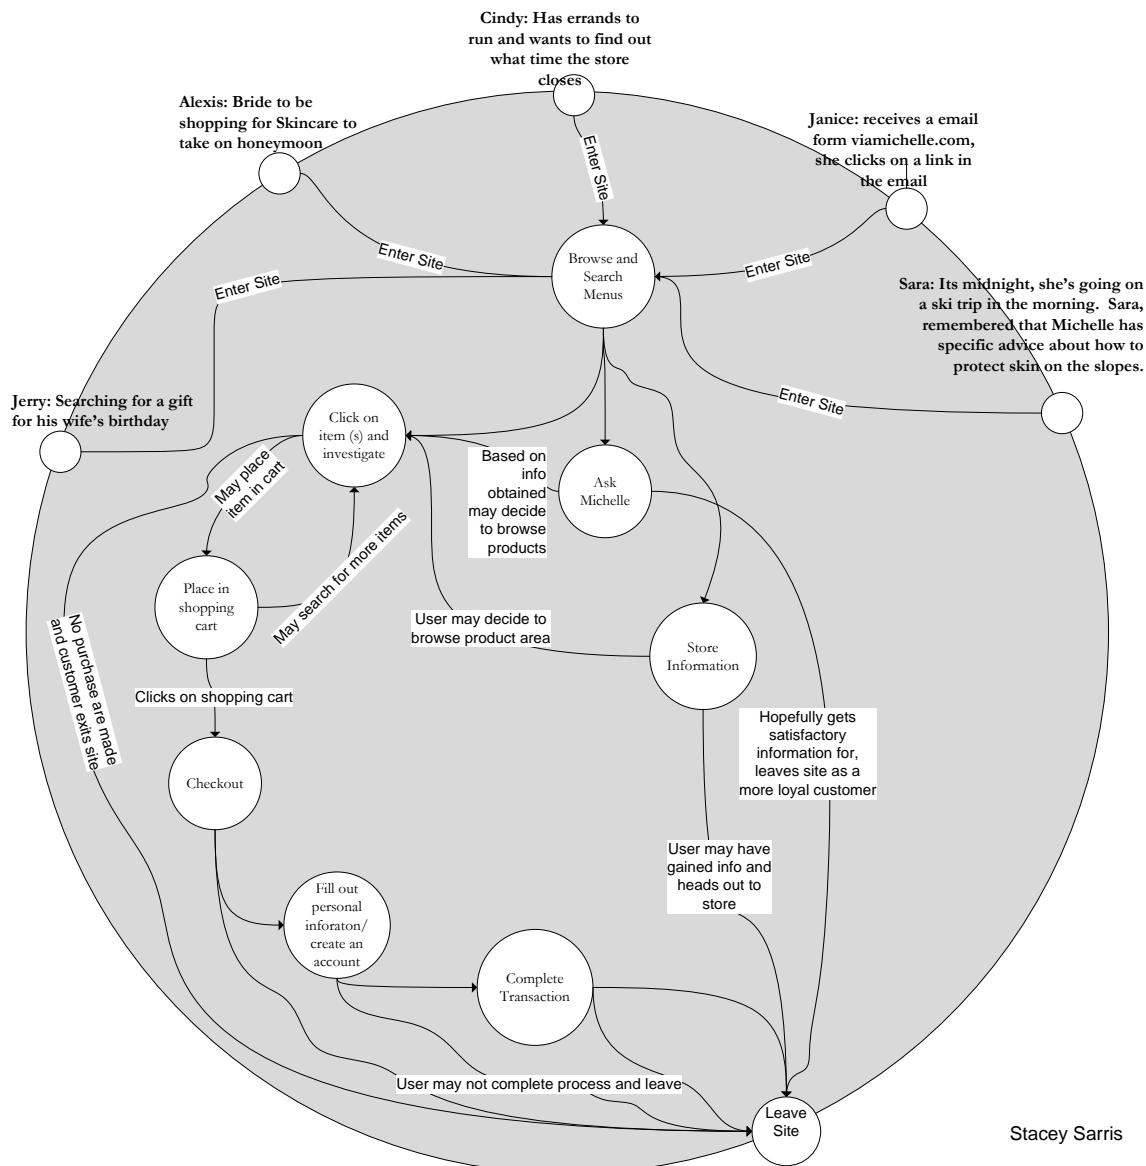 Cindy: Has errands to
run and wants to find out
what time the store
closes
Alexis: Bride to be
shopping for Skincare to
take on honeymoon
Janice: receives a email
form viamichelle.com,
she clicks on a link in
the email
Enter Site
Enter Site
Enter Site
Enter Site
Browse and
Search
Menus
Sara: Its midnight, she's going on
a ski trip in the morning. Sara,
remembered that Michelle has
specific advice about how to
protect skin on the slopes.
Enter Site
Jerry: Searching for a gift
for his wife's birthday
Click on
item (s) and
investigate
Based on
info
obtained
may decide
to browse
products
Ask
Michelle
May place
item in cart
May search for more items
Place in
shopping
cart
User may decide to
browse product area
Store
Information
No purchase are made
and customer exits site
Clicks on shopping cart
Hopefully gets
satisfactory
information for,
leaves site as a
more loyal customer
Checkout
User may have
gained info and
heads out to
store
Fill out
personal
inforaton/
create an
account
Complete
Transaction
User may not complete process and leave
Leave
Site
Stacey Sarris